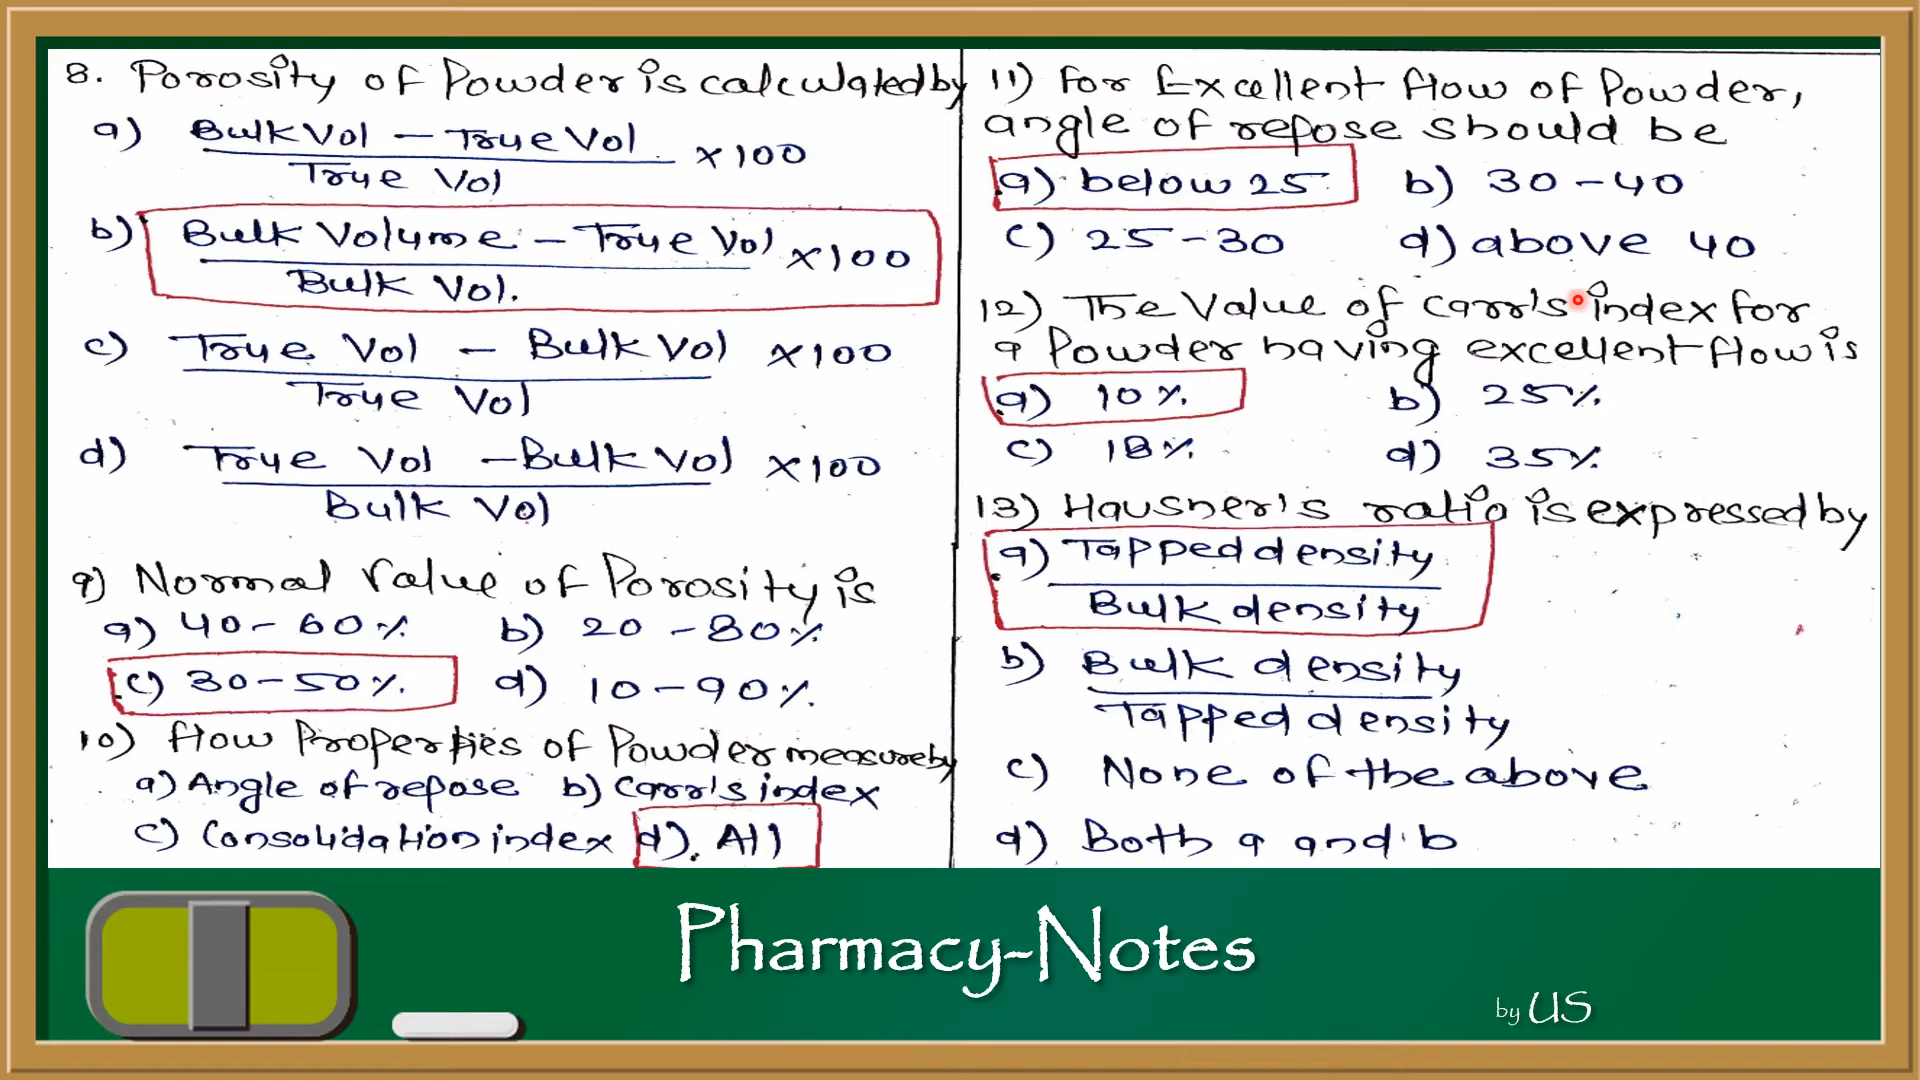 8. Porosity of Powder is calculated by
a) Bulk Vol - True Vol
True Vol
× 100
b) Bulk Volume - True Vol
Bulk Vol.
× 100
c) True Vol - Bulk Vol
True Vol
× 100
d) True Vol - Bulk Vol
Bulk Vol
× 100
9) Normal Value of Porosity is
a) 40 - 60 % b) 20 - 80 %
c) 30 - 50 %. d) 10 - 90 %.
10) Flow Properties of Powder measure by
a) Angle of repose b) Carr's index
c) Consolidation index d). All
11) For Excellent flow of Powder,
angle of repose should be
a) below 25 b) 30 - 40
c) 25 - 30 d) above 40
12) The Value of Carr's index for
a Powder having excellent flow is
a) 10 %. b) 25 %.
c) 18 %. d) 35 %.
13) Hausner's ratio is expressed by
a) Tapped density
Bulk density
b) Bulk density
Tapped density
c) None of the above
d) Both a and b
Pharmacy-Notes
by US